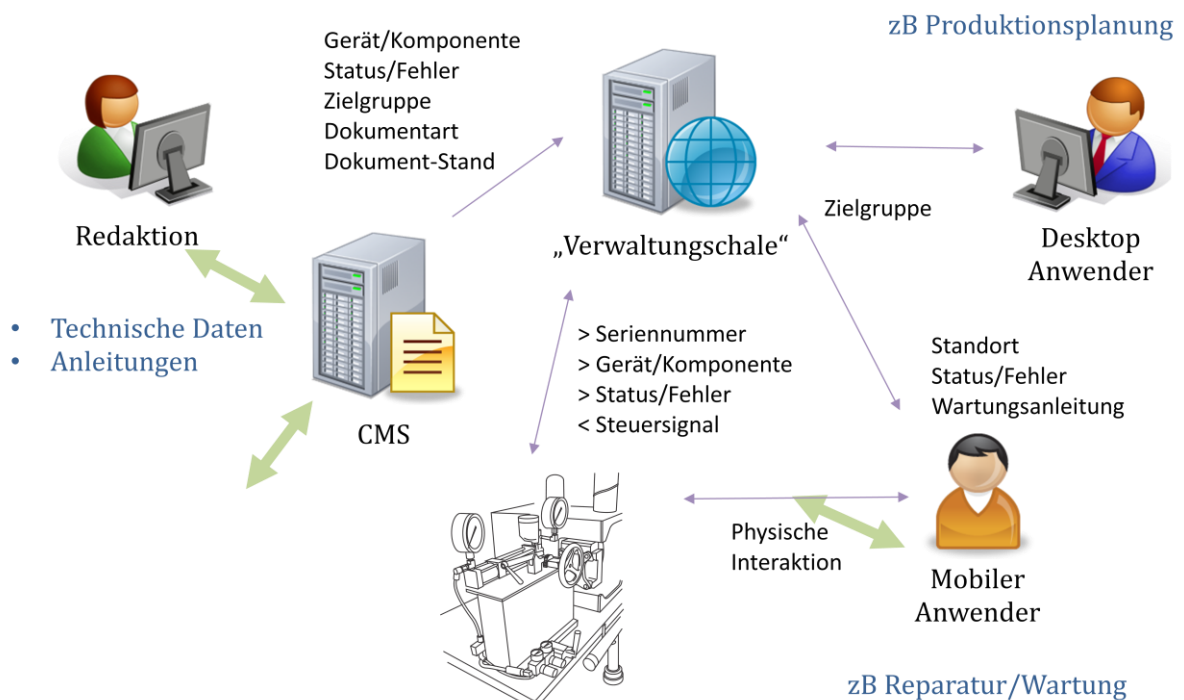 zB Produktionsplanung
Gerät/Komponente
Status/Fehler
Zielgruppe
Dokumentart
Dokument-Stand
Redaktion
„Verwaltungschale“
Zielgruppe
Desktop
Anwender
• Technische Daten
• Anleitungen
CMS
> Seriennummer
> Gerät/Komponente
> Status/Fehler
< Steuersignal
Standort
Status/Fehler
Wartungsanleitung
Physische
Interaktion
Mobiler
Anwender
zB Reparatur/Wartung